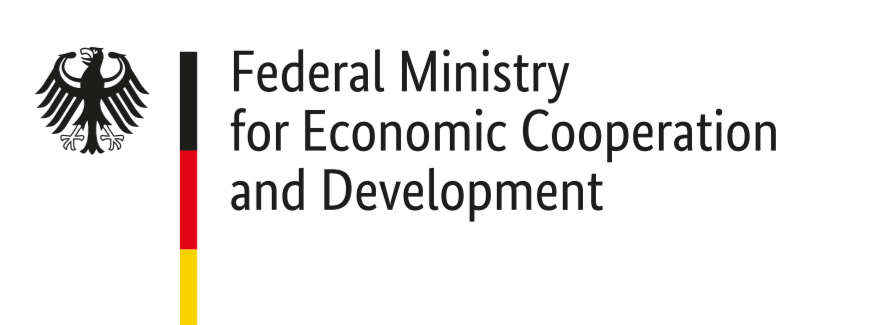 Federal Ministry
for Economic Cooperation
and Development